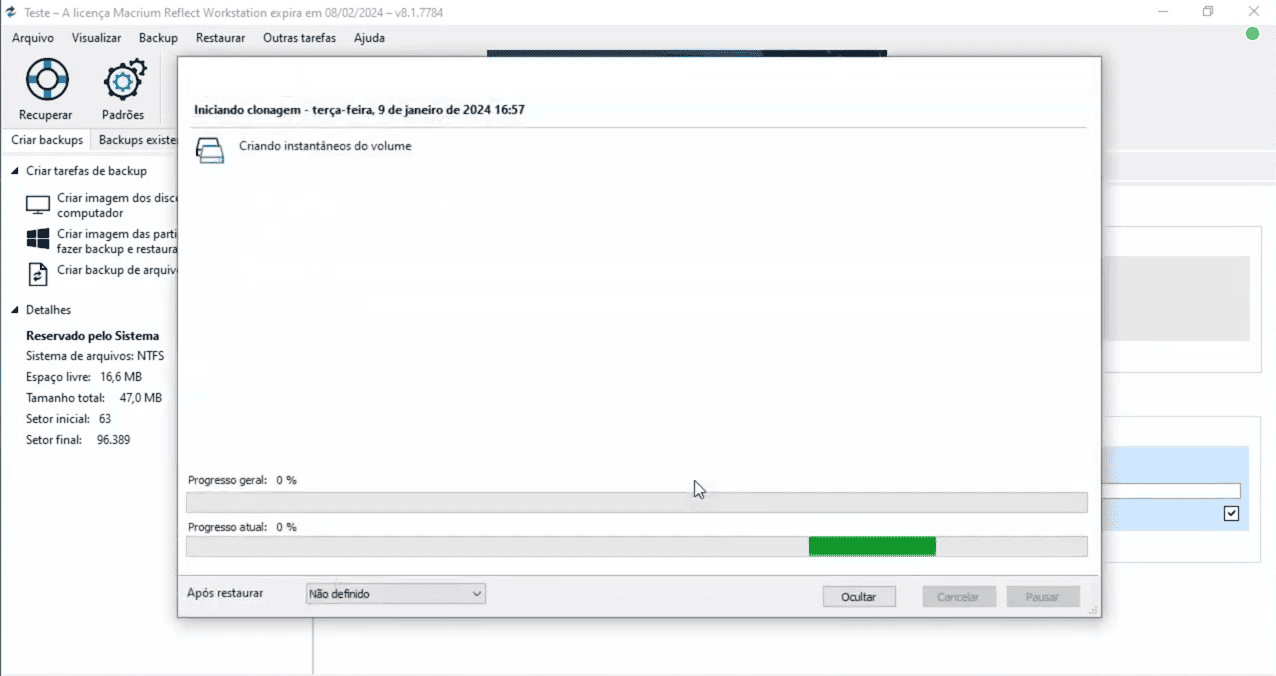 Teste – A licença Macrium Reflect Workstation expira em 08/02/2024 – v8.1.7784
Arquivo Visualizar Backup Restaurar Outras tarefas Ajuda
Recuperar Padrões
Criar backups Backups existe
Criar tarefas de backup
Criar imagem dos disc
computador
Criar imagem das parti
fazer backup e restaura
Criar backup de arquiv
Detalhes
Reservado pelo Sistema
Sistema de arquivos: NTFS
Espaço livre: 16,6 MB
Tamanho total: 47,0 MB
Setor inicial: 63
Setor final: 96.389
Iniciando clonagem - terça-feira, 9 de janeiro de 2024 16:57
Criando instantâneos do volume
Progresso geral: 0 %
Progresso atual: 0 %
Após restaurar Não definido Ocultar Cancelar Pausar